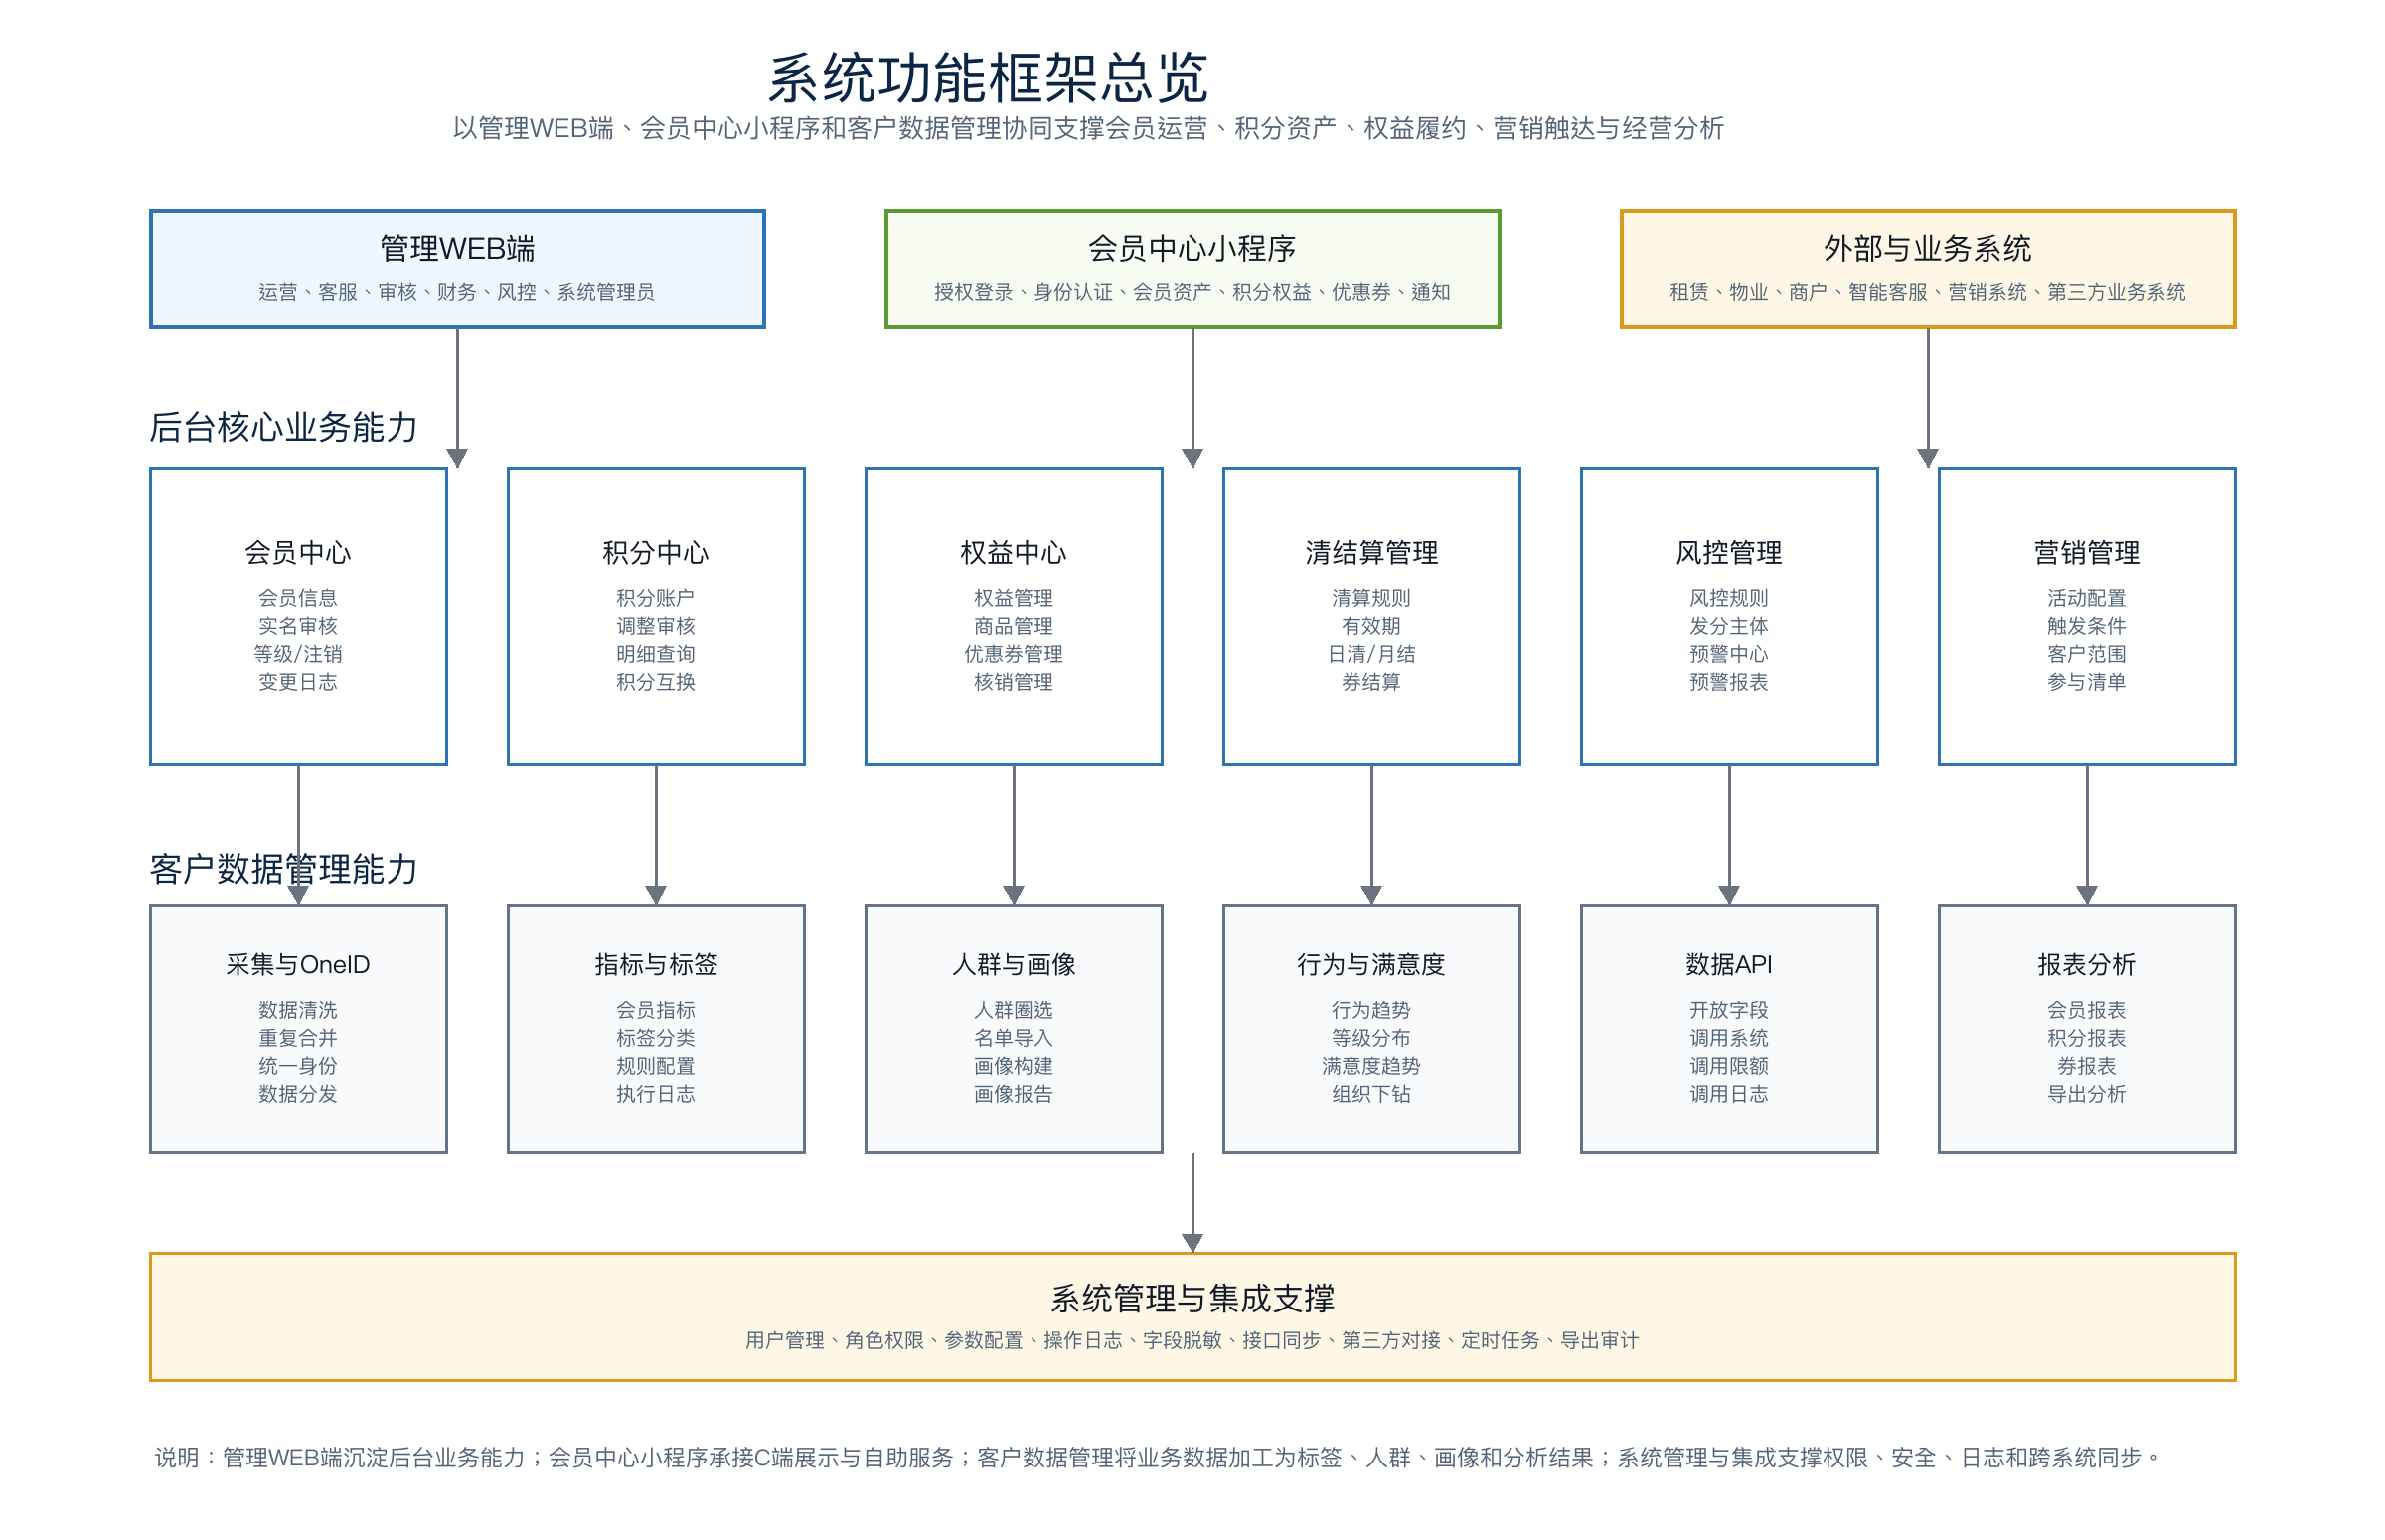 系统功能框架总览
以管理WEB端、会员中心小程序和客户数据管理协同支撑会员运营、积分资产、权益履约、营销触达与经营分析
管理WEB端
运营、客服、审核、财务、风控、系统管理员
会员中心小程序
授权登录、身份认证、会员资产、积分权益、优惠券、通知
外部与业务系统
租赁、物业、商户、智能客服、营销系统、第三方业务系统
后台核心业务能力
会员中心
会员信息
实名审核
等级/注销
变更日志
积分中心
积分账户
调整审核
明细查询
积分互换
权益中心
权益管理
商品管理
优惠券管理
核销管理
清结算管理
清算规则
有效期
日清/月结
券结算
风控管理
风控规则
发分主体
预警中心
预警报表
营销管理
活动配置
触发条件
客户范围
参与清单
客户数据管理能力
采集与OneID
数据清洗
重复合并
统一身份
数据分发
指标与标签
会员指标
标签分类
规则配置
执行日志
人群与画像
人群圈选
名单导入
画像构建
画像报告
行为与满意度
行为趋势
等级分布
满意度趋势
组织下钻
数据API
开放字段
调用系统
调用限额
调用日志
报表分析
会员报表
积分报表
券报表
导出分析
系统管理与集成支撑
用户管理、角色权限、参数配置、操作日志、字段脱敏、接口同步、第三方对接、定时任务、导出审计
说明：管理WEB端沉淀后台业务能力；会员中心小程序承接C端展示与自助服务；客户数据管理将业务数据加工为标签、人群、画像和分析结果；系统管理与集成支撑权限、安全、日志和跨系统同步。